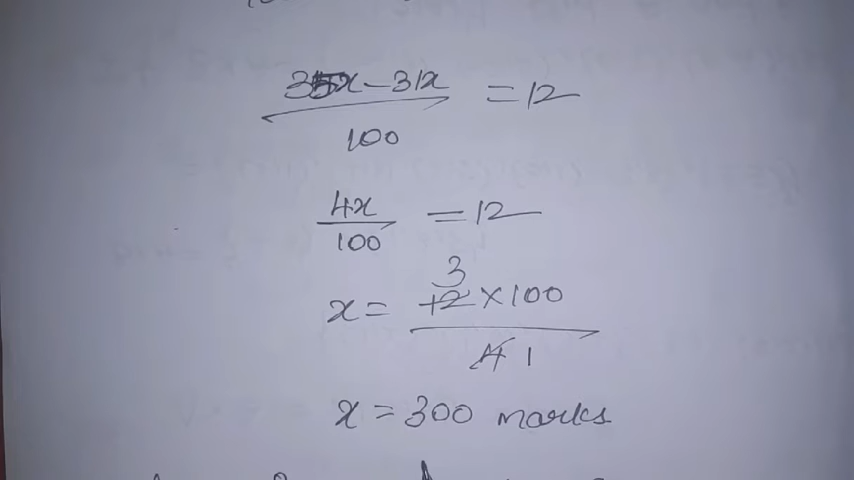 35x - 31x = 12
100
4x = 12
100
3
x = 12 × 100
4 1
x = 300 marks